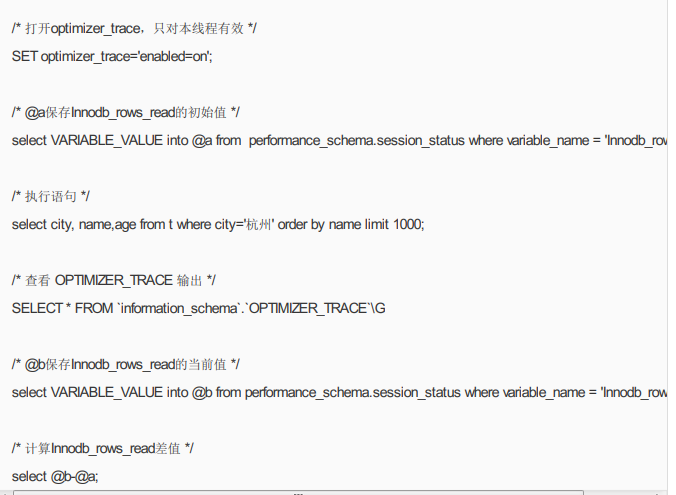 /* 打开optimizer_trace，只对本线程有效 */
SET optimizer_trace='enabled=on';
/* @a保存Innodb_rows_read的初始值 */
select VARIABLE_VALUE into @a from  performance_schema.session_status where variable_name = 'Innodb_row
/* 执行语句 */
select city, name,age from t where city='杭州' order by name limit 1000;
/* 查看 OPTIMIZER_TRACE 输出 */
SELECT * FROM `information_schema`.`OPTIMIZER_TRACE`\G
/* @b保存Innodb_rows_read的当前值 */
select VARIABLE_VALUE into @b from performance_schema.session_status where variable_name = 'Innodb_row
/* 计算Innodb_rows_read差值 */
select @b-@a;